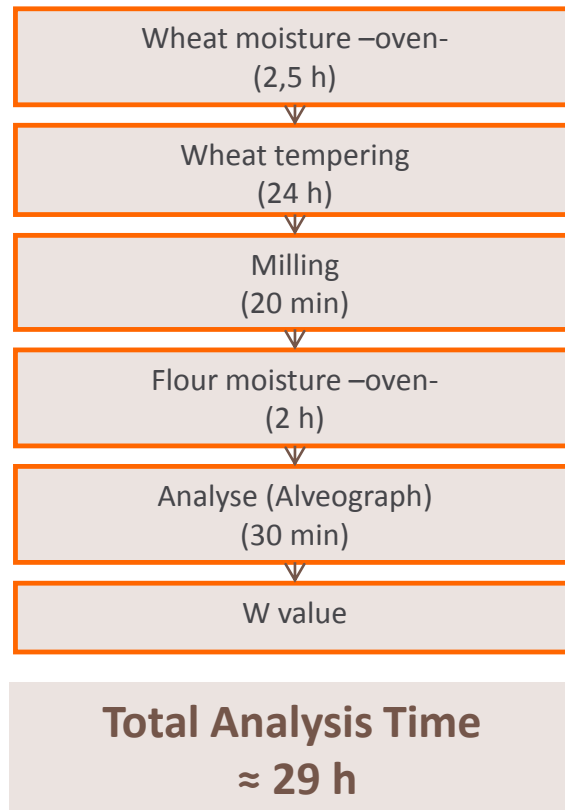 Wheat moisture –oven-
(2,5 h)
Wheat tempering
(24 h)
Milling
(20 min)
Flour moisture –oven-
(2 h)
Analyse (Alveograph)
(30 min)
W value
Total Analysis Time
≈ 29 h